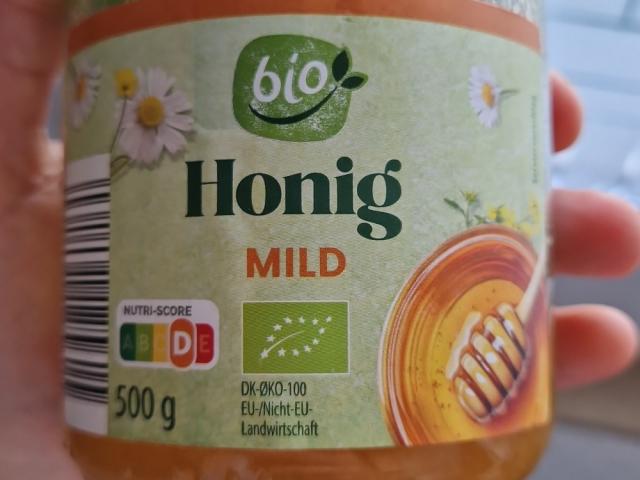 bio
Honig
MILD
NUTRI-SCORE
A B C D E
500 g
DK-ØKO-100
EU-/Nicht-EU-
Landwirtschaft